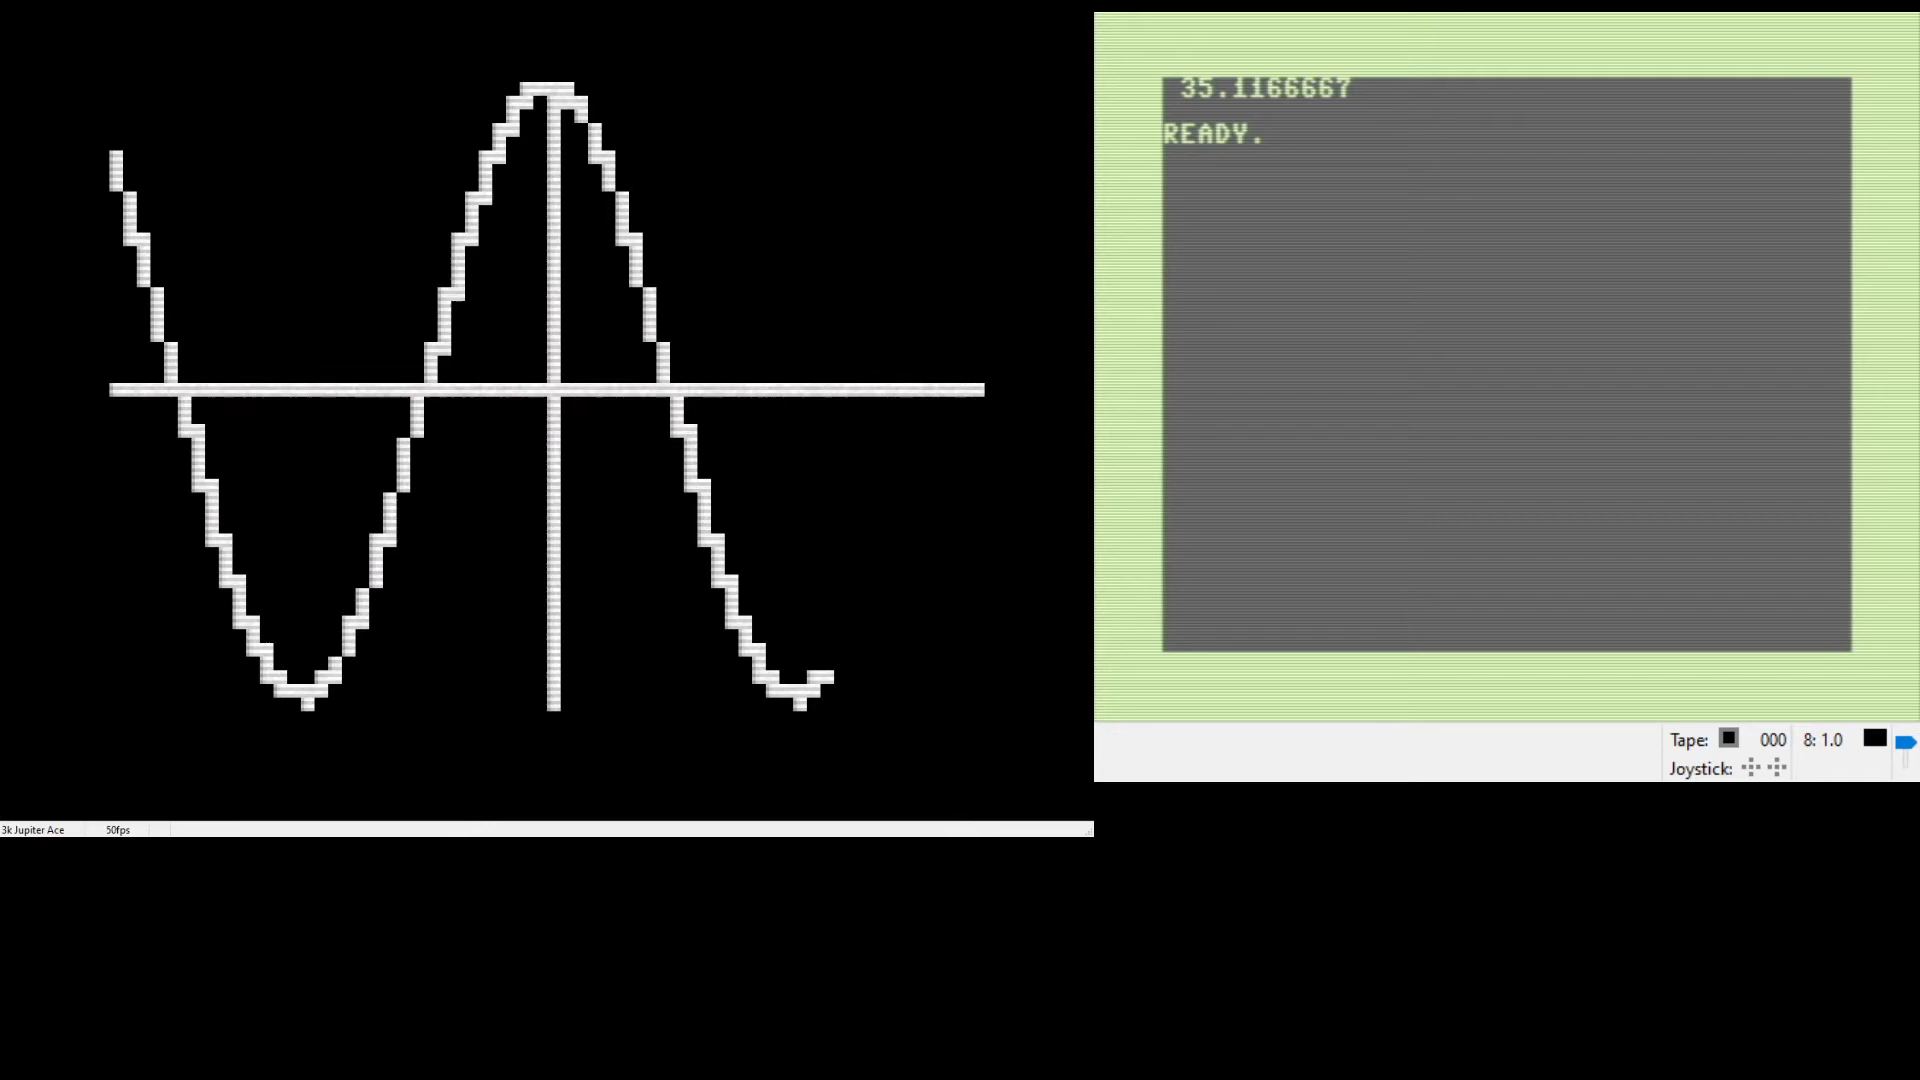 35.1166667
READY.
Tape: 000 8: 1.0
Joystick:
3k Jupiter Ace 50fps